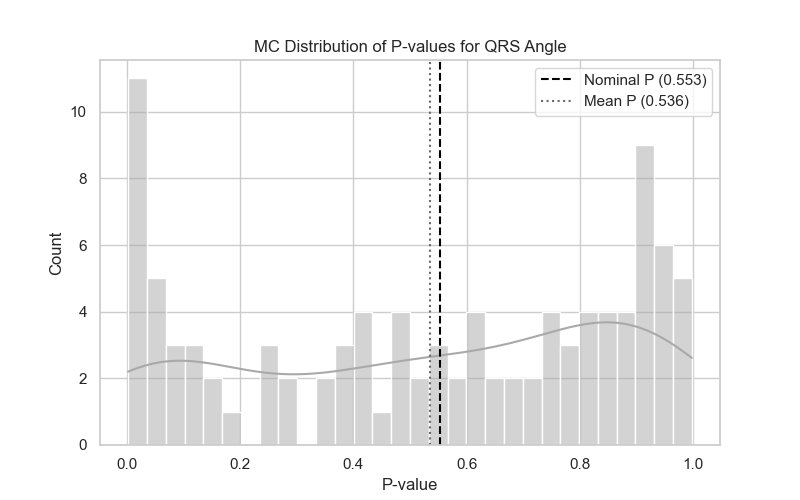 MC Distribution of P-values for QRS Angle
Nominal P (0.553)
Mean P (0.536)
10
8
6
4
2
0
Count
0.0 0.2 0.4 0.6 0.8 1.0
P-value